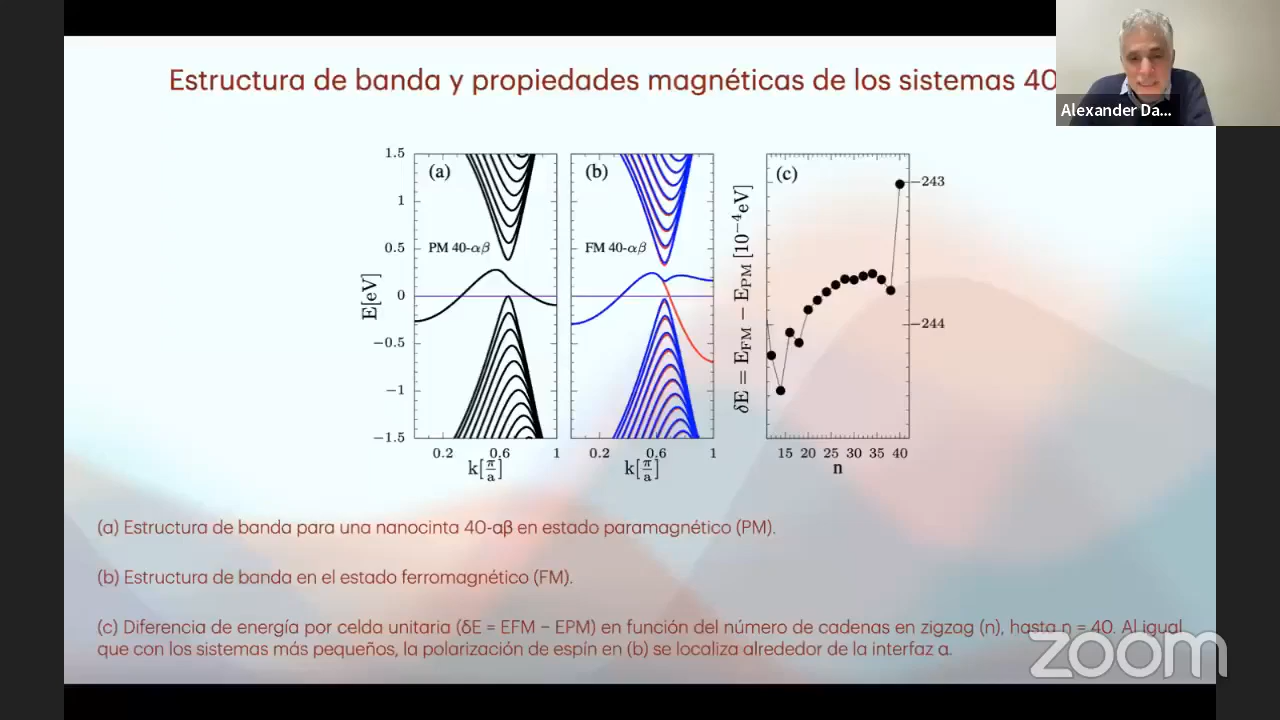 Estructura de banda y propiedades magnéticas de los sistemas 40
Alexander Da...
1.5
1
0.5
0
−0.5
−1
−1.5
E[eV]
(a)
PM 40-αβ
0.2 0.6 1
k[π/a]
(b)
FM 40-αβ
0.2 0.6 1
k[π/a]
δE = E_FM − E_PM [10⁻⁴eV]
(c)
−243
−244
15 20 25 30 35 40
n
(a) Estructura de banda para una nanocinta 40-αβ en estado paramagnético (PM).
(b) Estructura de banda en el estado ferromagnético (FM).
(c) Diferencia de energía por celda unitaria (δE = EFM − EPM) en función del número de cadenas en zigzag (n), hasta n = 40. Al igual
que con los sistemas más pequeños, la polarización de espín en (b) se localiza alrededor de la interfaz α.
zoom